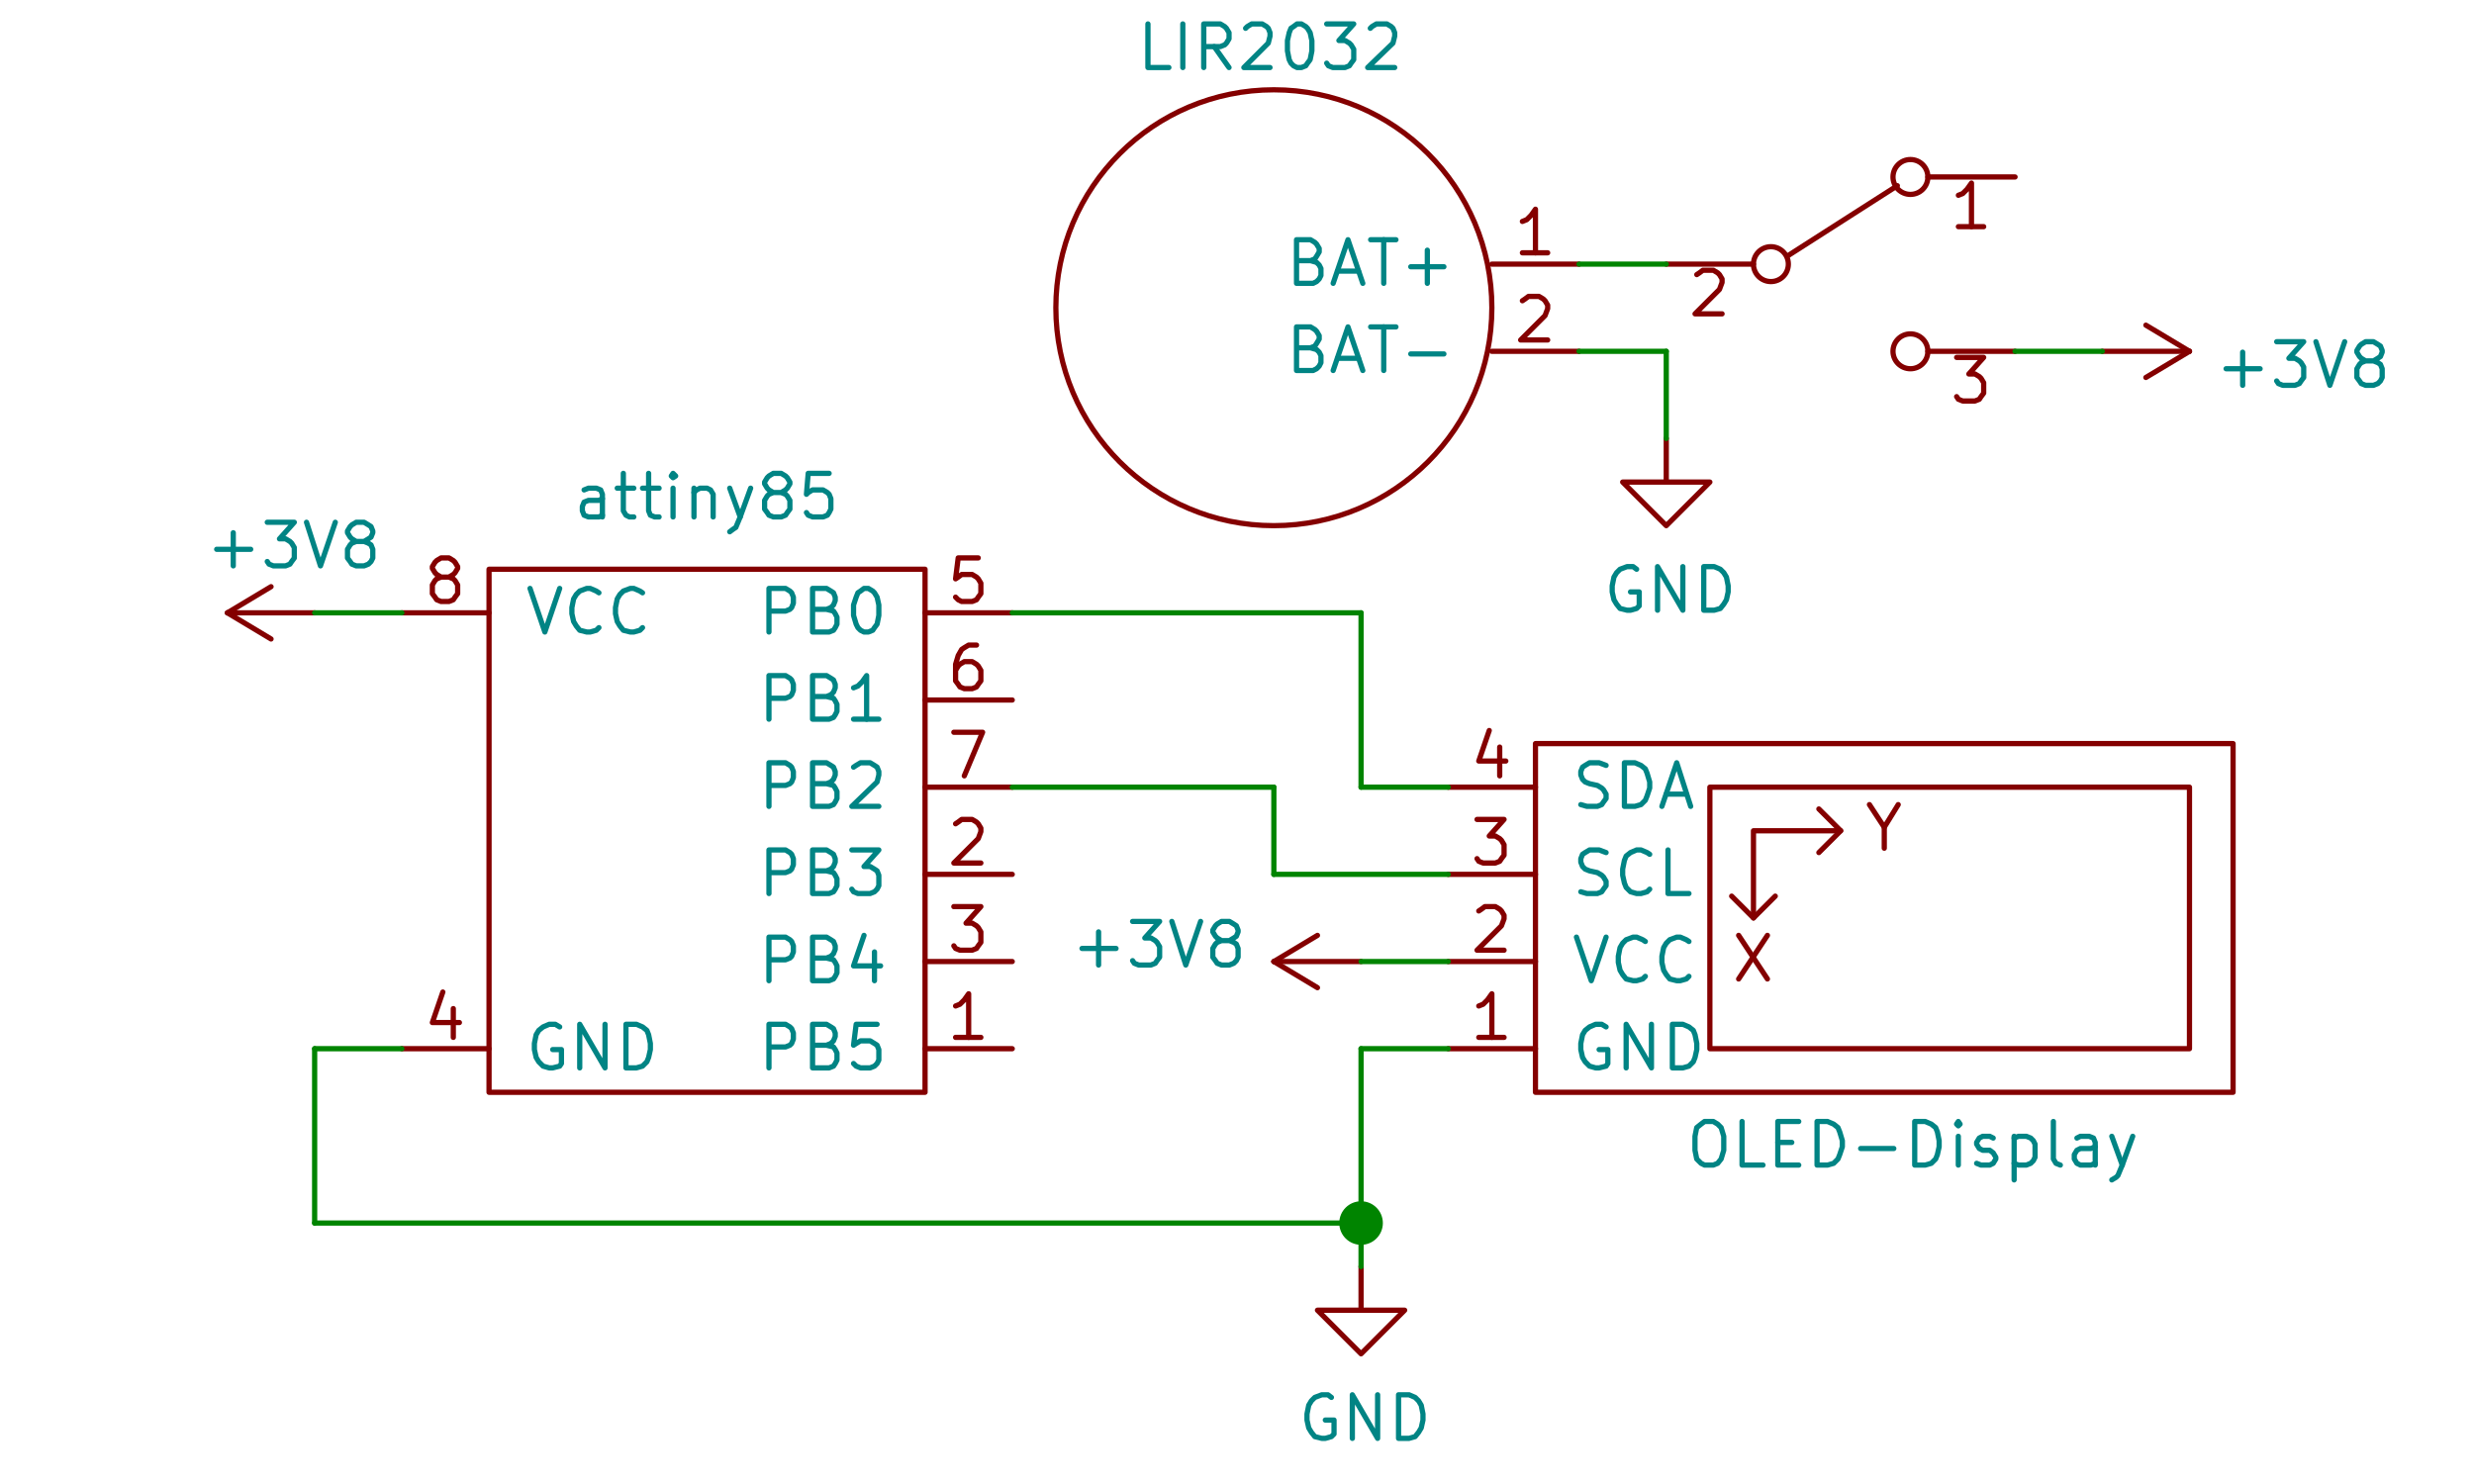 LIR2032
1
1
BAT+
2
2
BAT-
3
+3V8
GND
attiny85
+3V8
8
VCC
PB0
5
PB1
6
PB2
7
PB3
2
PB4
3
4
GND
PB5
1
4
SDA
Y
3
SCL
+3V8
2
VCC
X
1
GND
OLED-Display
GND